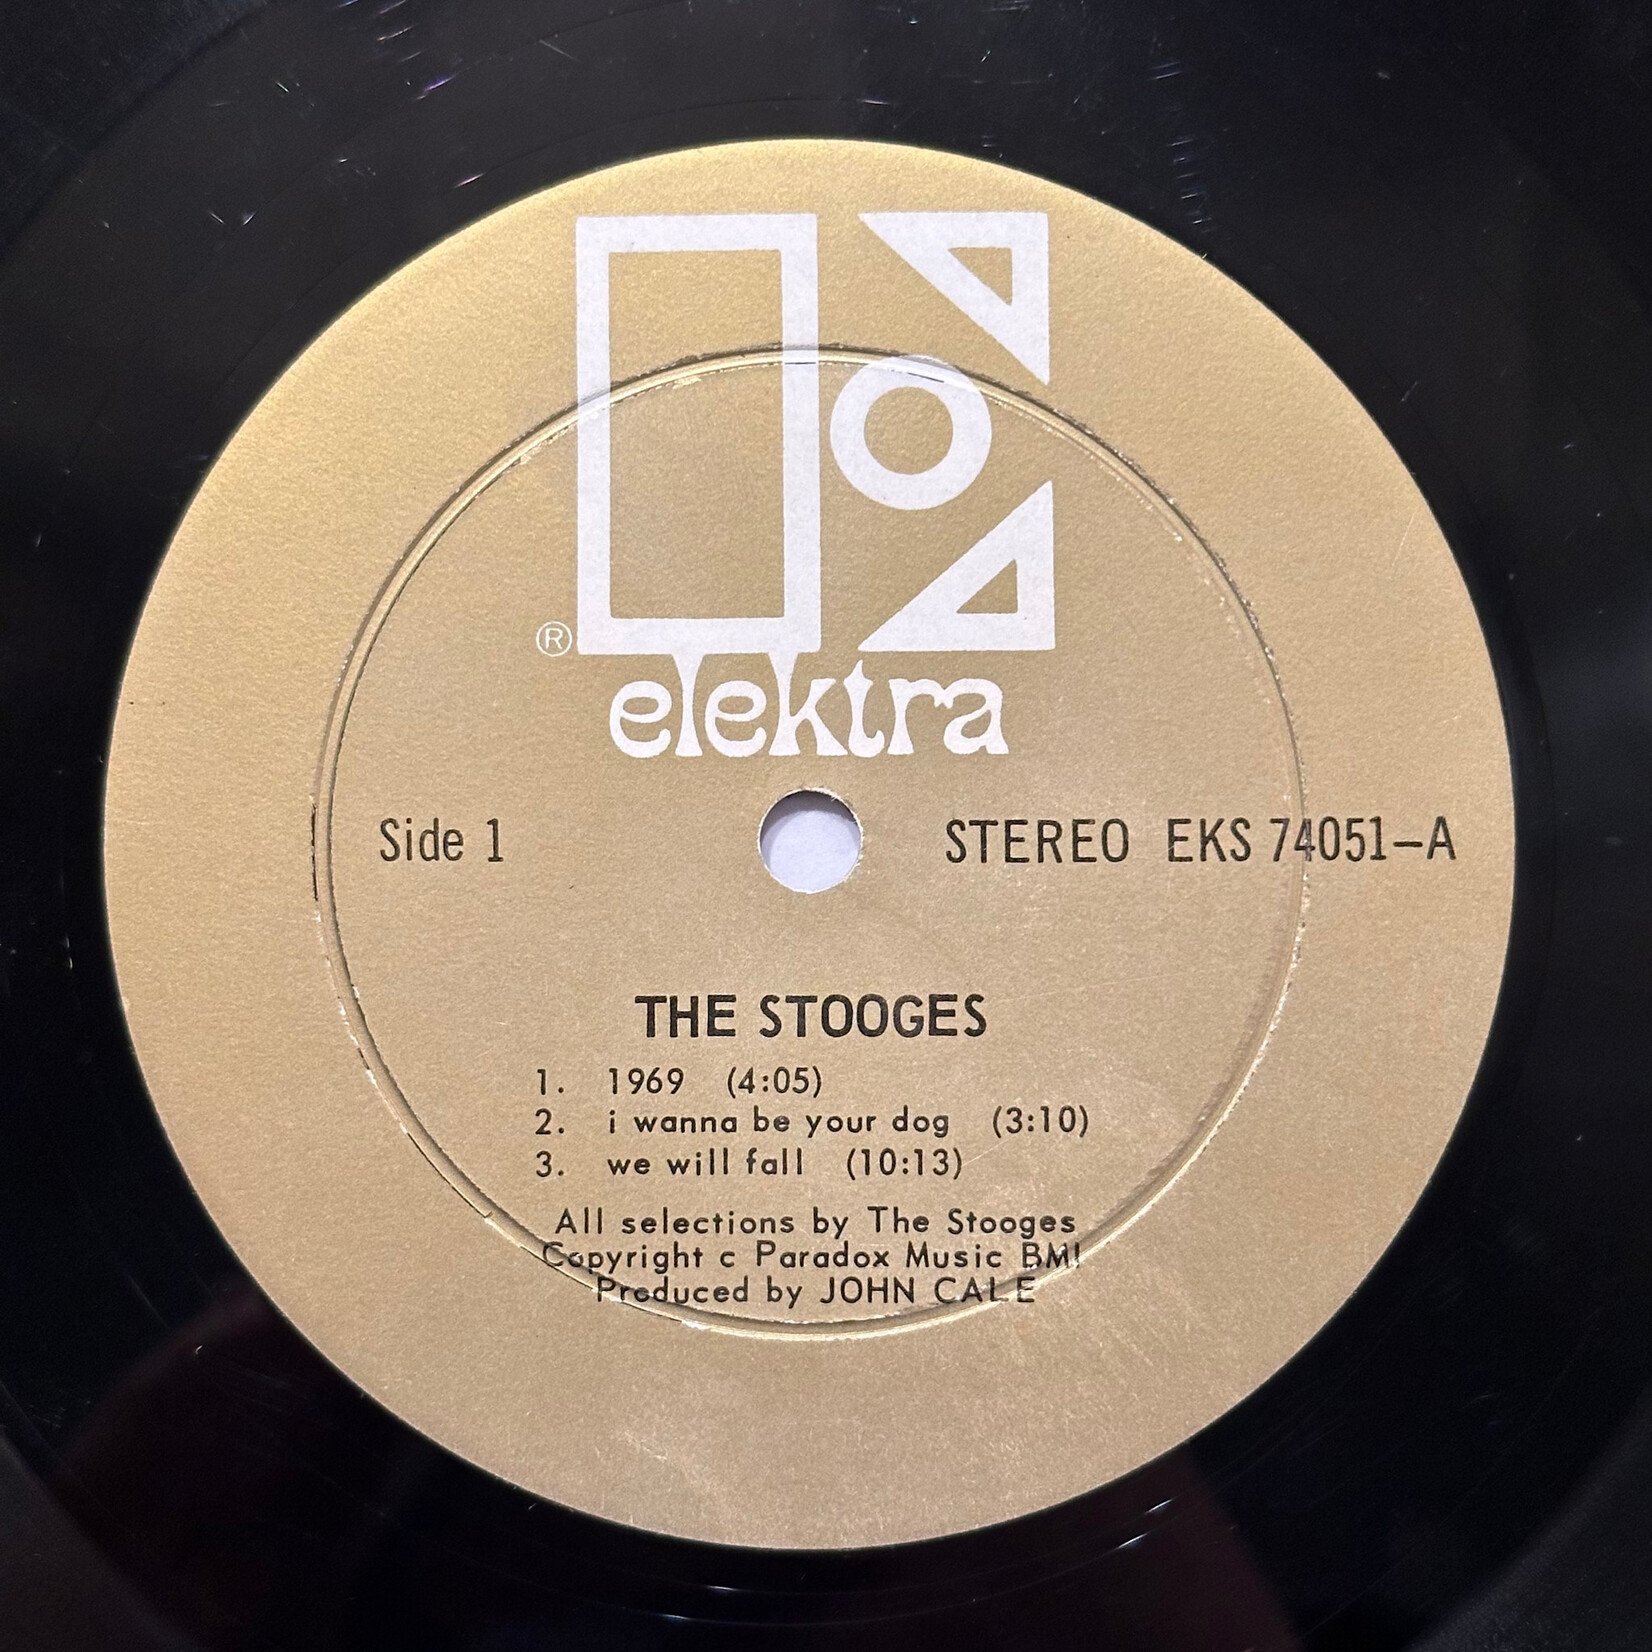 ®
elektra
Side 1 STEREO EKS 74051-A
THE STOOGES
1. 1969 (4:05)
2. i wanna be your dog (3:10)
3. we will fall (10:13)
All selections by The Stooges
Copyright c Paradox Music BMI
Produced by JOHN CALE